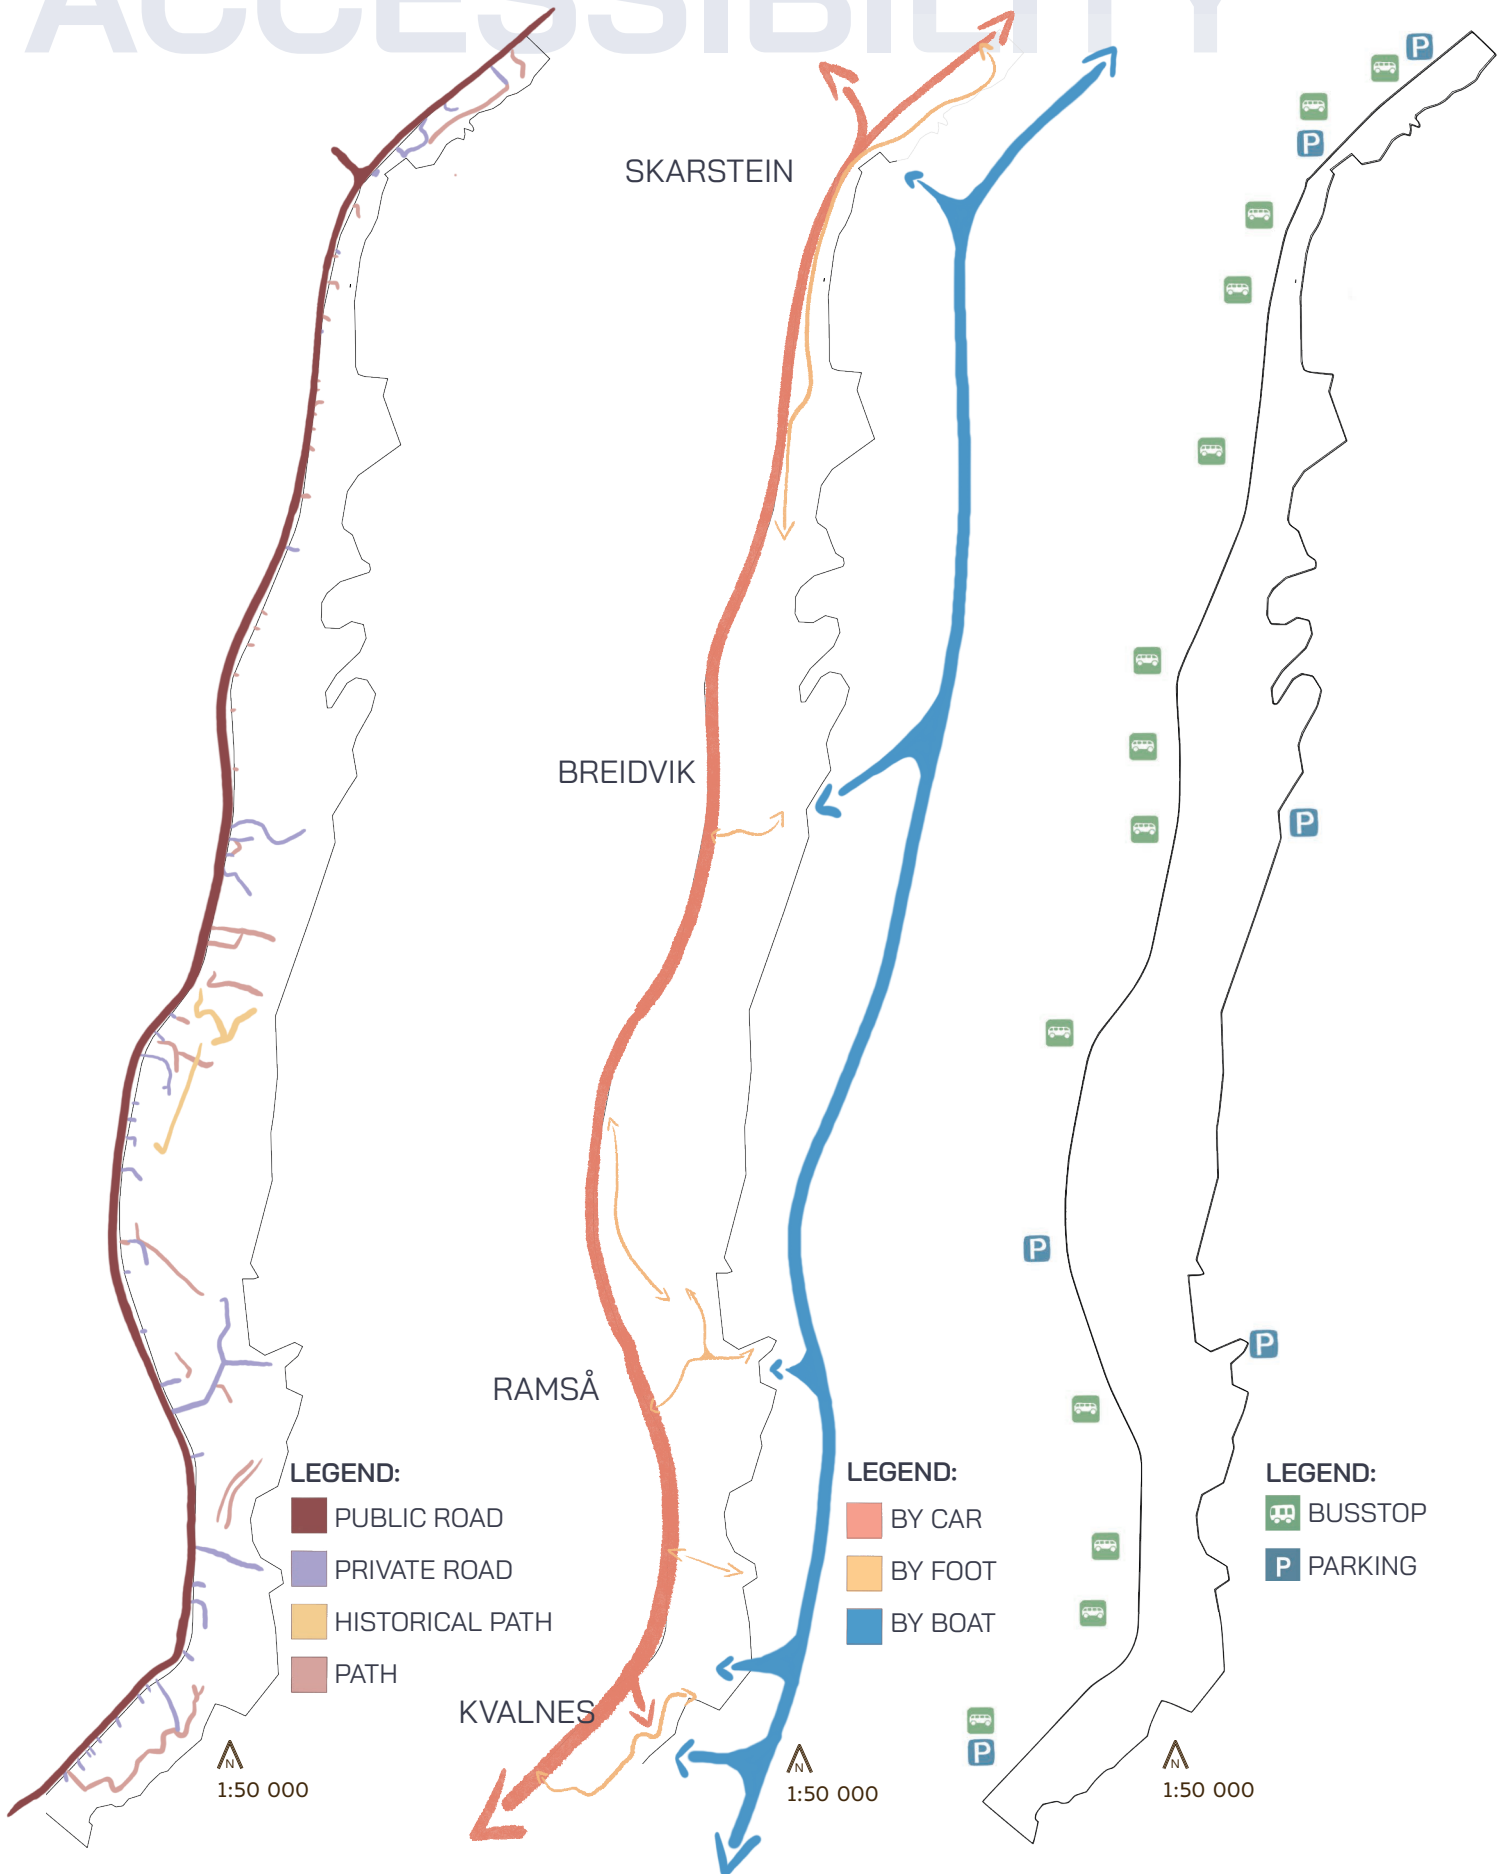 ACCESSIBILITY
SKARSTEIN
BREIDVIK
RAMSÅ
KVALNES
LEGEND:
PUBLIC ROAD
PRIVATE ROAD
HISTORICAL PATH
PATH
N
1:50 000
LEGEND:
BY CAR
BY FOOT
BY BOAT
N
1:50 000
P
P
P
P
P
P
LEGEND:
BUSSTOP
P PARKING
N
1:50 000